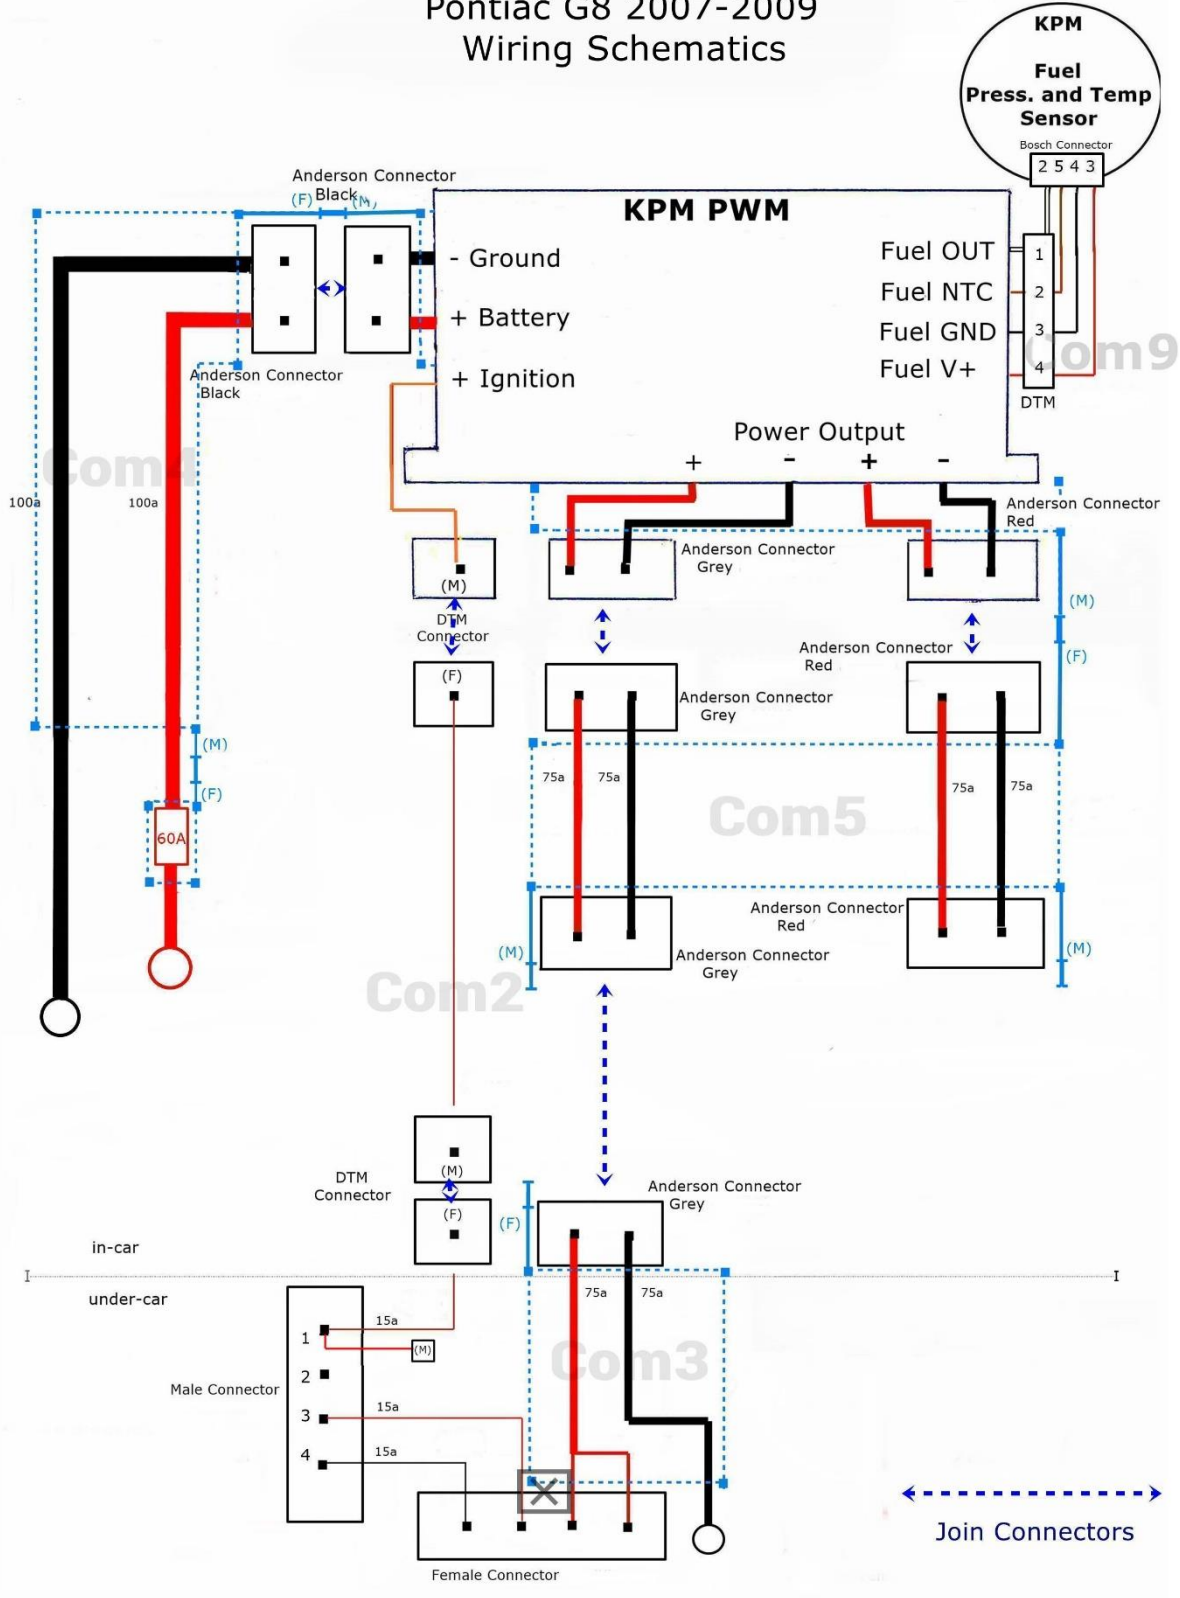 Pontiac G8 2007-2009
Wiring Schematics
KPM
Fuel
Press. and Temp
Sensor
Bosch Connector
2 5 4 3
Anderson Connector
Black
(F)
(M)
KPM PWM
- Ground
+ Battery
+ Ignition
Fuel OUT
Fuel NTC
Fuel GND
Fuel V+
1
2
3
4
DTM
Com9
Anderson Connector
Black
Power Output
+ - + -
Com4
100a
100a
Anderson Connector
Red
Anderson Connector
Grey
(M)
DTM
Connector
(M)
(F)
Anderson Connector
Red
(F)
Anderson Connector
Grey
(M)
(F)
75a
75a
75a
75a
Com5
60A
Anderson Connector
Red
(M)
Anderson Connector
Grey
(M)
Com2
DTM
Connector
(M)
(F)
Anderson Connector
Grey
(F)
in-car
under-car
75a
75a
15a
1
(M)
2
Com3
Male Connector
3
15a
4
15a
Female Connector
Join Connectors